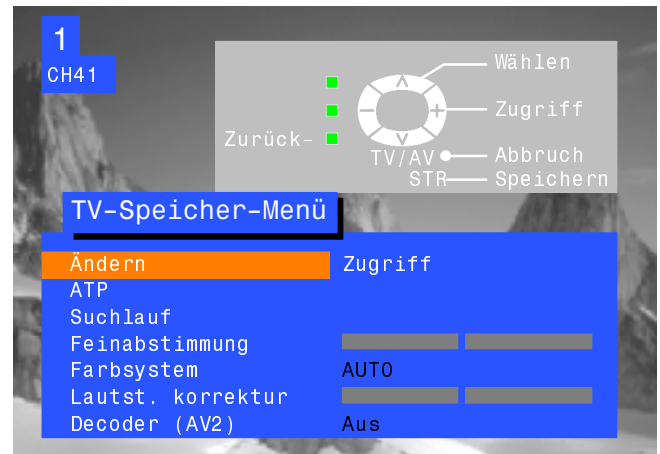 1
CH41
Wählen
Zugriff
Zurück-
TV/AV Abbruch
STR Speichern
TV-Speicher-Menü
Ändern Zugriff
ATP
Suchlauf
Feinabstimmung
Farbsystem AUTO
Lautst. korrektur
Decoder (AV2) Aus